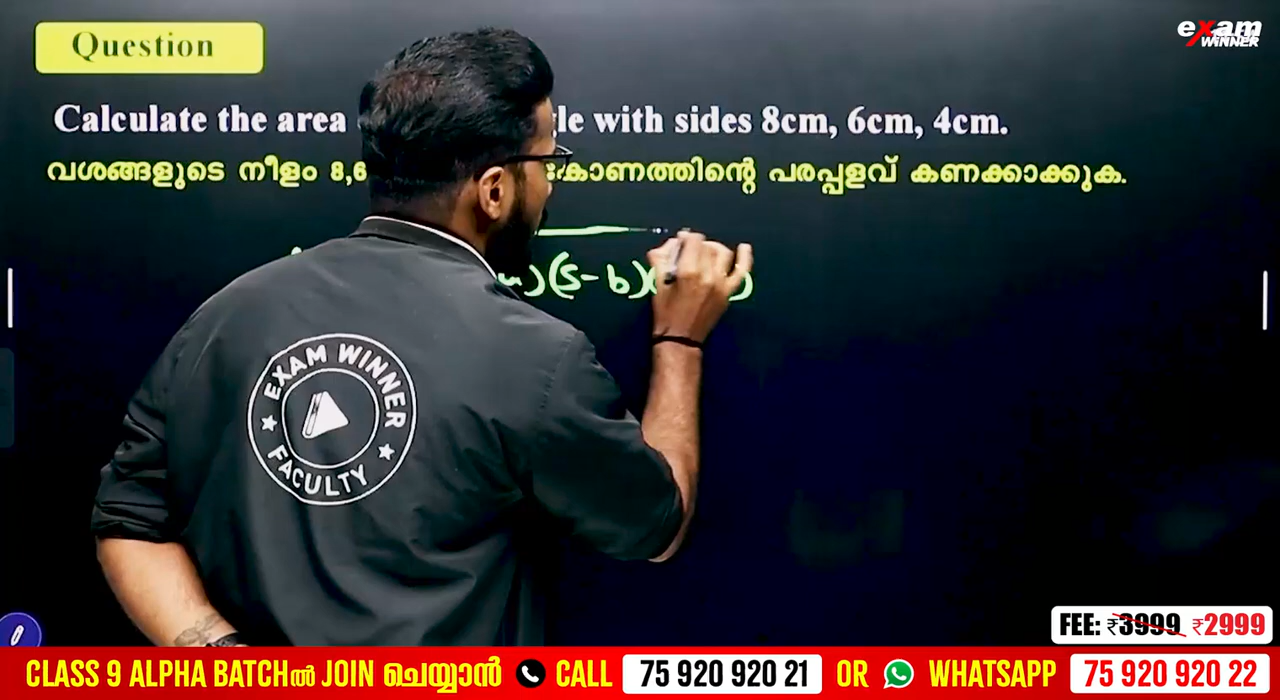 Question
exam
WINNER
Calculate the area le with sides 8cm, 6cm, 4cm.
വശങ്ങളുടെ നീളം 8,6 കോണത്തിന്റെ പരപ്പളവ് കണക്കാക്കുക.
)(s-b)(
EXAM WINNER
FACULTY
FEE: ₹3999 ₹2999
CLASS 9 ALPHA BATCHൽ JOIN ചെയ്യാൻ CALL 75 920 920 21 OR WHATSAPP 75 920 920 22